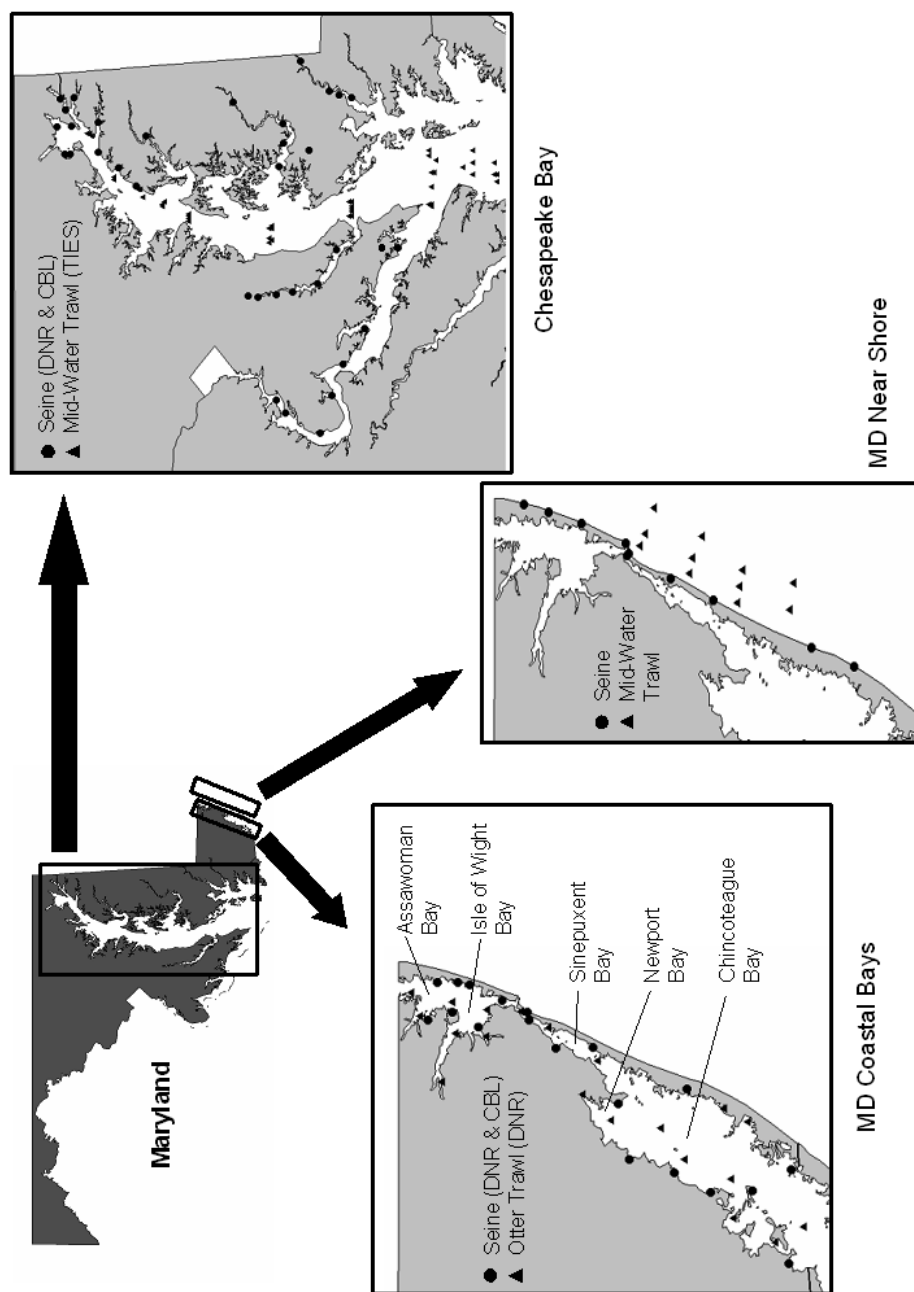 Maryland
Seine (DNR & CBL)
Mid-Water Trawl (TIES)
Chesapeake Bay
Seine (DNR & CBL)
Otter Trawl (DNR)
Assawoman
Bay
Isle of Wight
Bay
Sinepuxent
Bay
Newport
Bay
Chincoteague
Bay
MD Coastal Bays
Seine
Mid-Water
Trawl
MD Near Shore